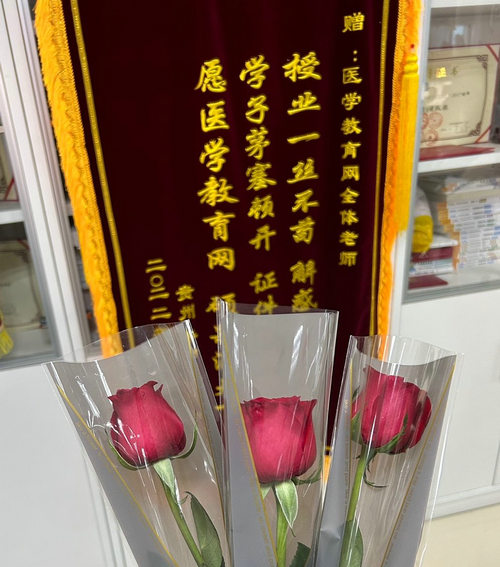 赠：医学教育网全体老师
授业一丝不苟 解惑
学子茅塞顿开 证
愿医学教育网
贵州
二〇二二